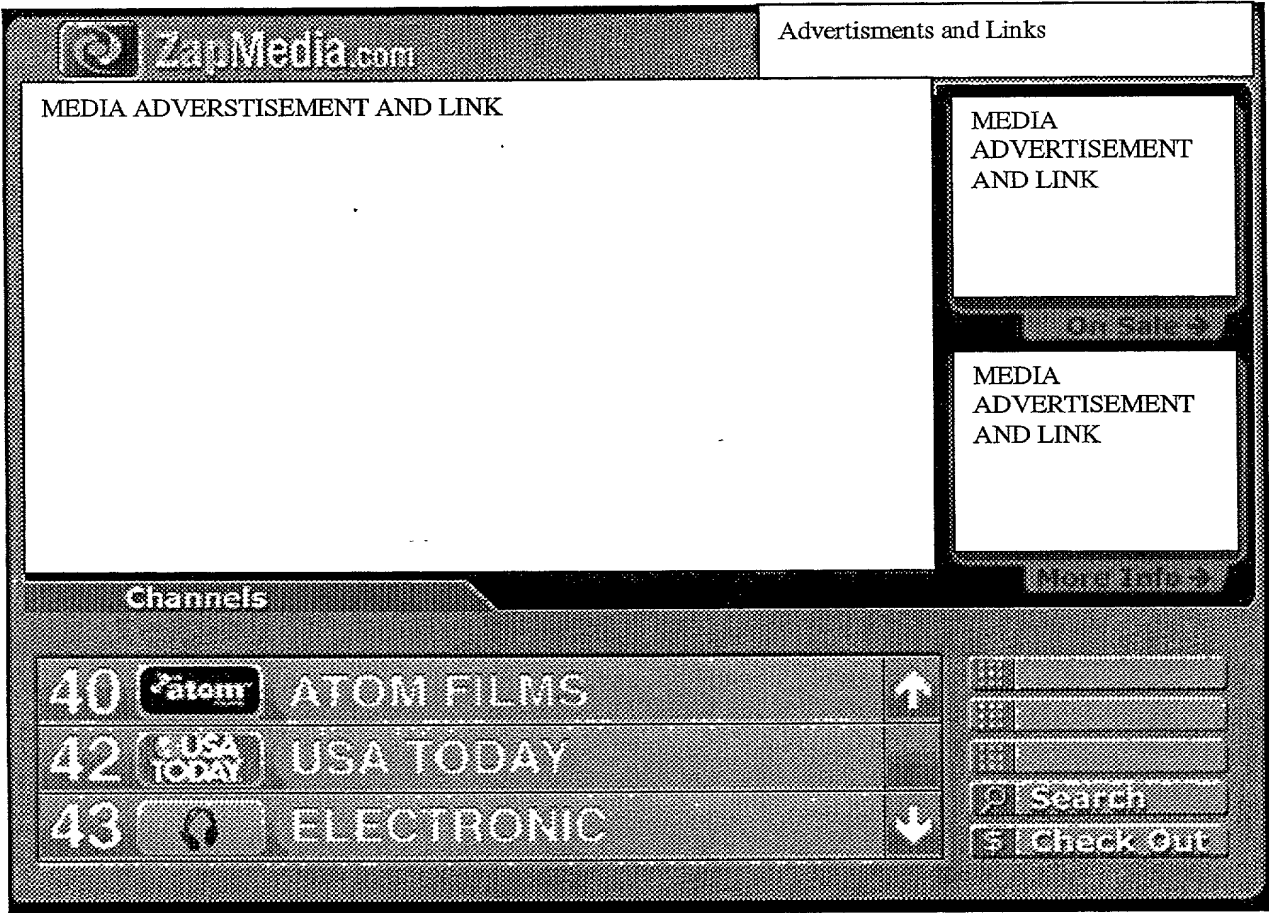 ZapMedia.com
Advertisments and Links
MEDIA ADVERSTISEMENT AND LINK
MEDIA
ADVERTISEMENT
AND LINK
On Sale →
MEDIA
ADVERTISEMENT
AND LINK
More Info →
Channels
40 atom ATOM FILMS
42 USA TODAY USA TODAY
43 ELECTRONIC
Search
$ Check Out